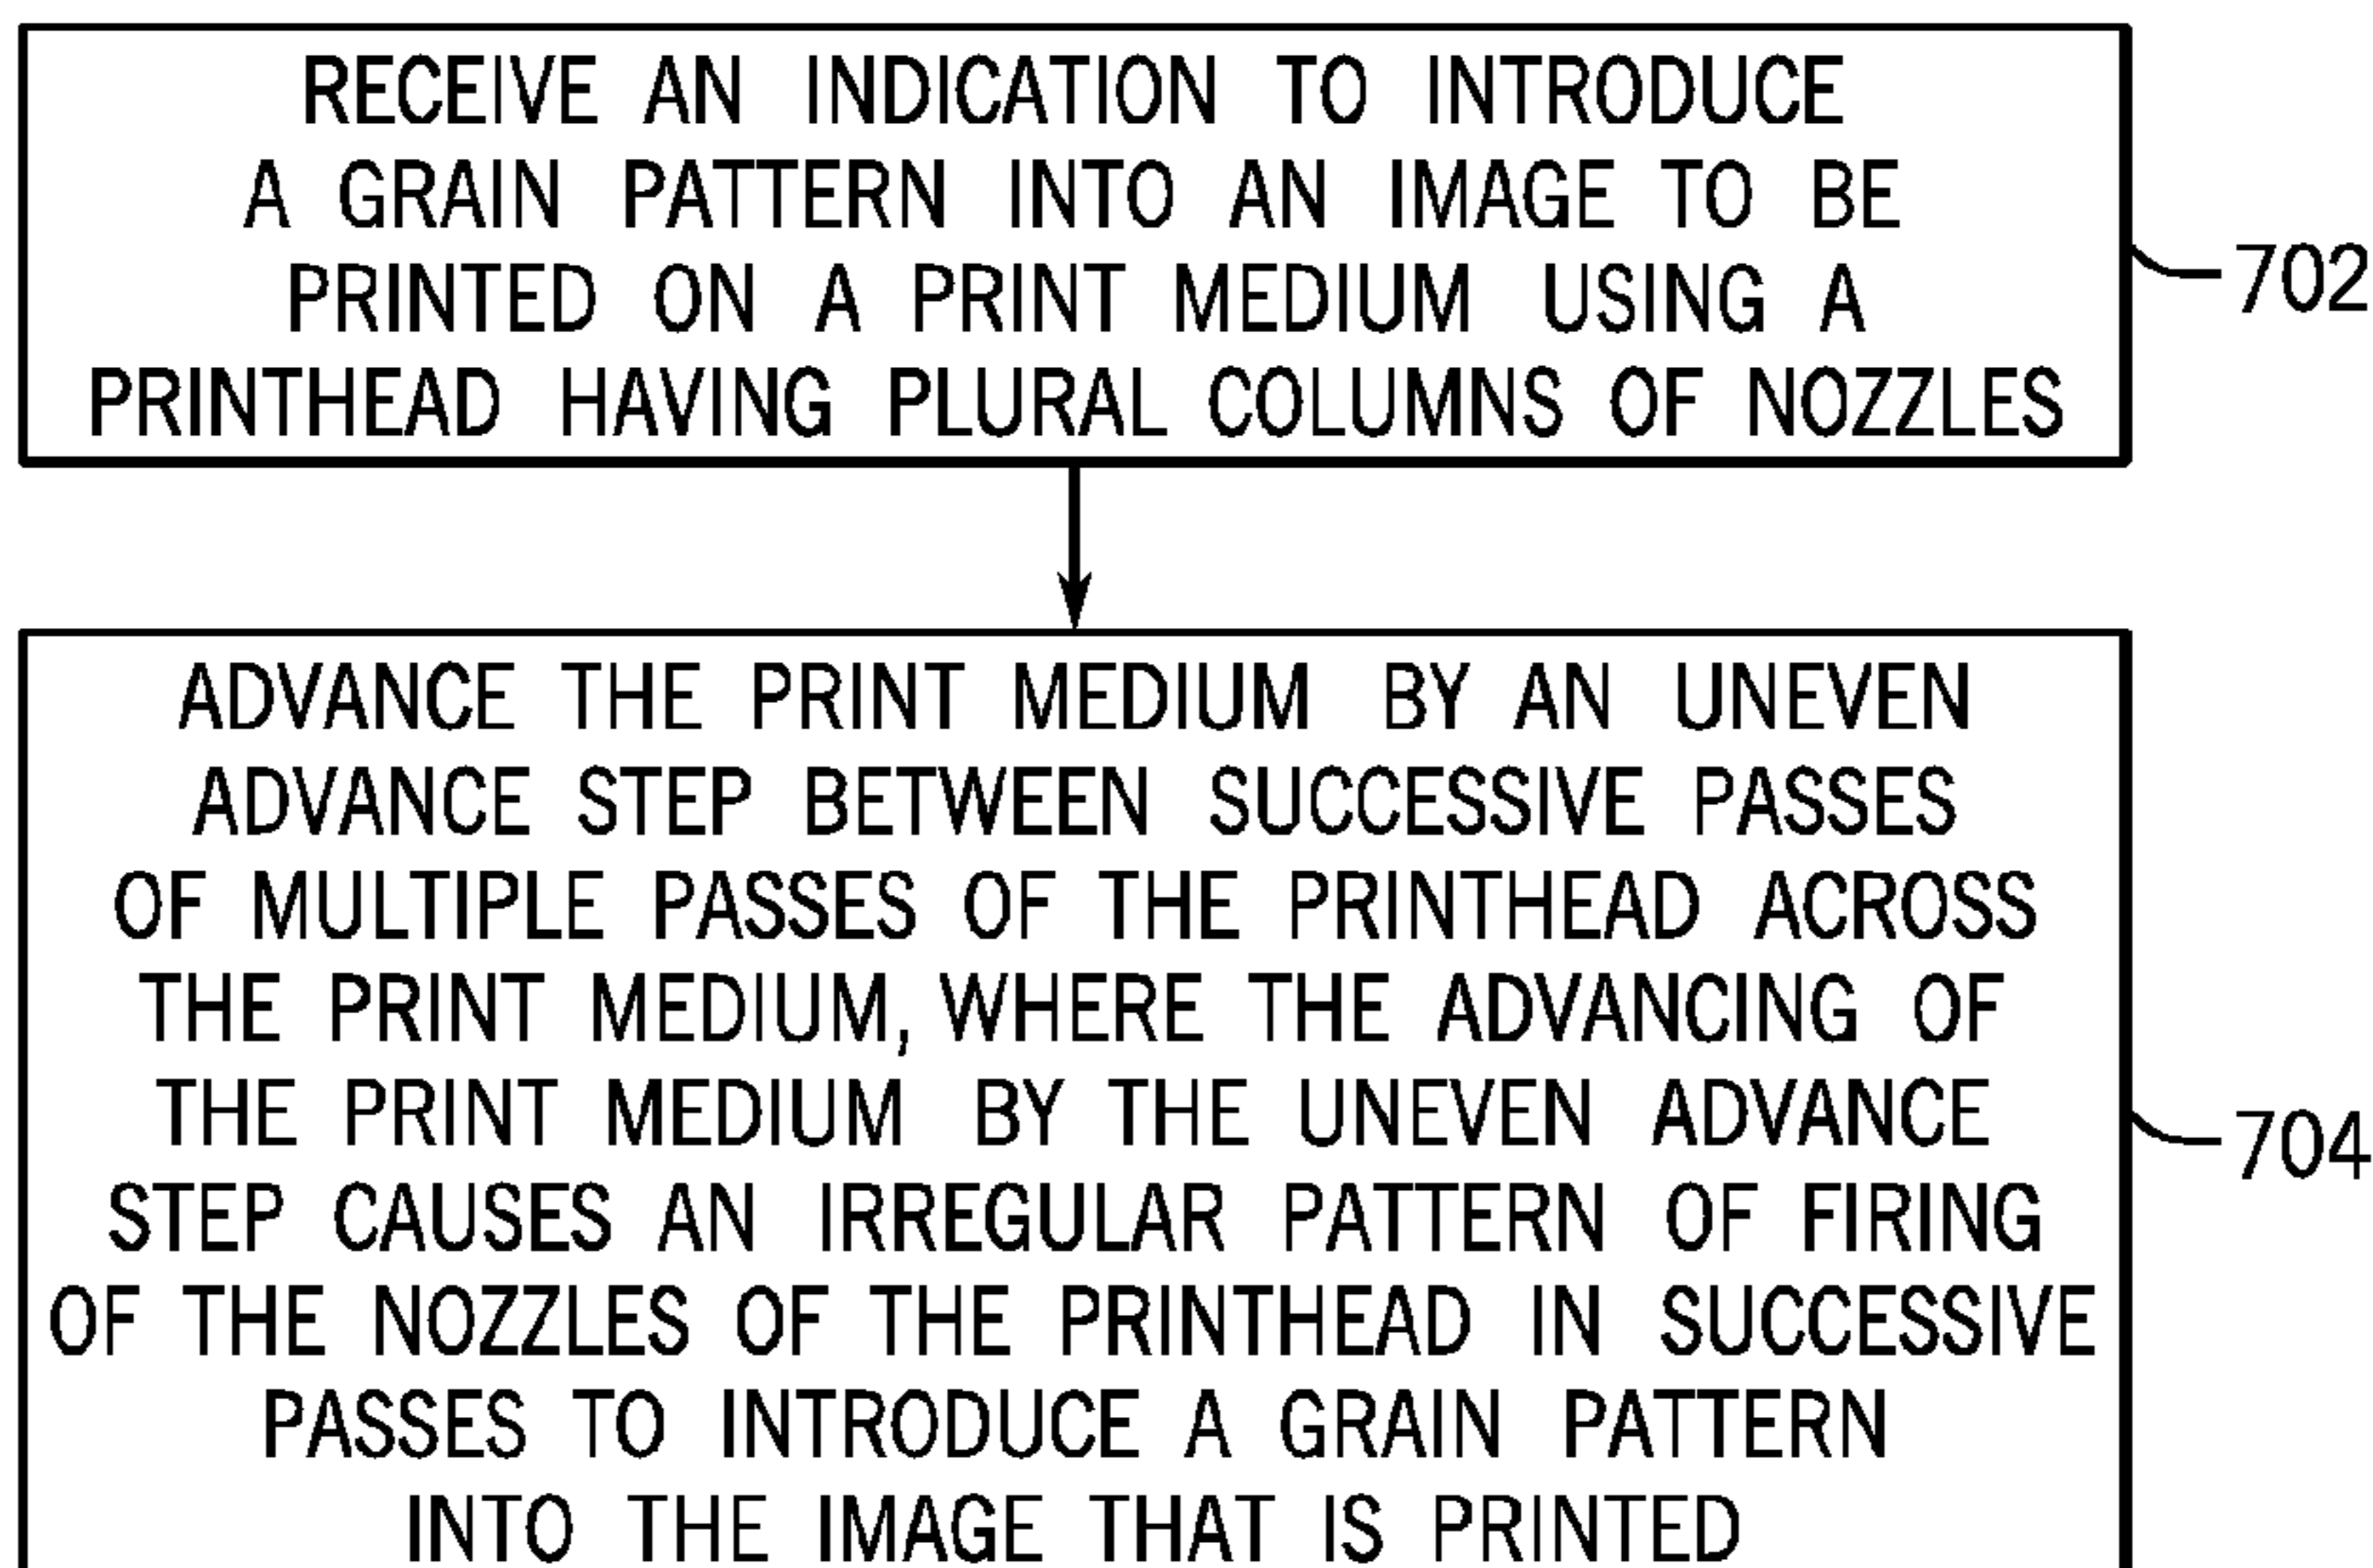 RECEIVE AN INDICATION TO INTRODUCE
A GRAIN PATTERN INTO AN IMAGE TO BE
PRINTED ON A PRINT MEDIUM USING A
PRINTHEAD HAVING PLURAL COLUMNS OF NOZZLES
702
ADVANCE THE PRINT MEDIUM BY AN UNEVEN
ADVANCE STEP BETWEEN SUCCESSIVE PASSES
OF MULTIPLE PASSES OF THE PRINTHEAD ACROSS
THE PRINT MEDIUM, WHERE THE ADVANCING OF
THE PRINT MEDIUM BY THE UNEVEN ADVANCE
STEP CAUSES AN IRREGULAR PATTERN OF FIRING
OF THE NOZZLES OF THE PRINTHEAD IN SUCCESSIVE
PASSES TO INTRODUCE A GRAIN PATTERN
INTO THE IMAGE THAT IS PRINTED
704